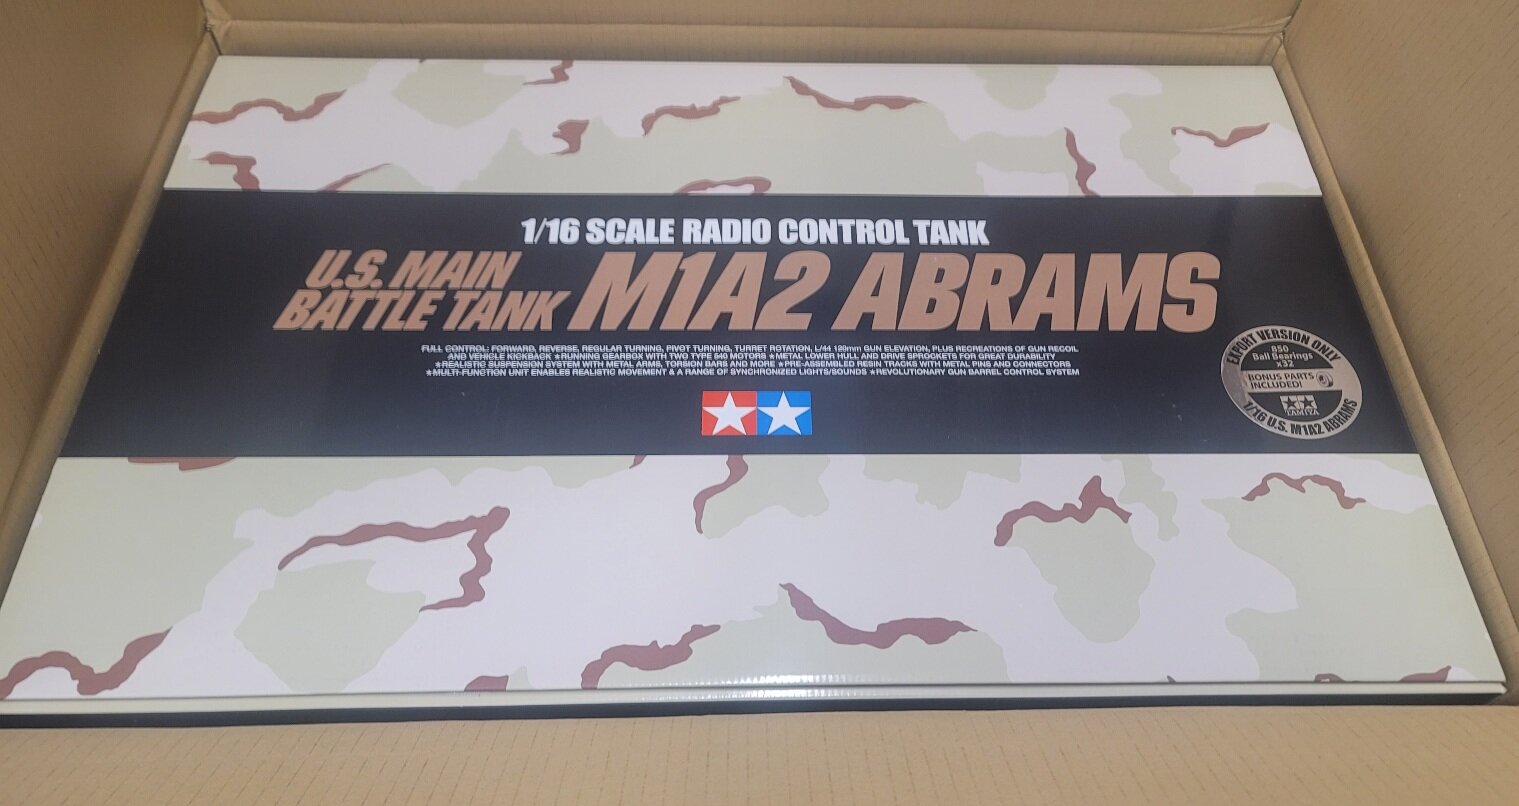 1/16 SCALE RADIO CONTROL TANK
U.S. MAIN
BATTLE TANK M1A2 ABRAMS
FULL CONTROL: FORWARD, REVERSE, REGULAR TURNING, PIVOT TURNING, TURRET ROTATION, L/44 120mm GUN ELEVATION, PLUS RECREATIONS OF GUN RECOIL
AND VEHICLE KICKBACK ★RUNNING GEARBOX WITH TWO TYPE 540 MOTORS ★METAL LOWER HULL AND DRIVE SPROCKETS FOR GREAT DURABILITY
★REALISTIC SUSPENSION SYSTEM WITH METAL ARMS, TORSION BARS AND MORE ★PRE-ASSEMBLED RESIN TRACKS WITH METAL PINS AND CONNECTORS
★MULTI-FUNCTION UNIT ENABLES REALISTIC MOVEMENT & A RANGE OF SYNCHRONIZED LIGHTS/SOUNDS ★REVOLUTIONARY GUN BARREL CONTROL SYSTEM
EXPORT VERSION ONLY
850
Ball Bearings
x32
BONUS PARTS
INCLUDED!
TAMIYA
1/16 U.S. M1A2 ABRAMS